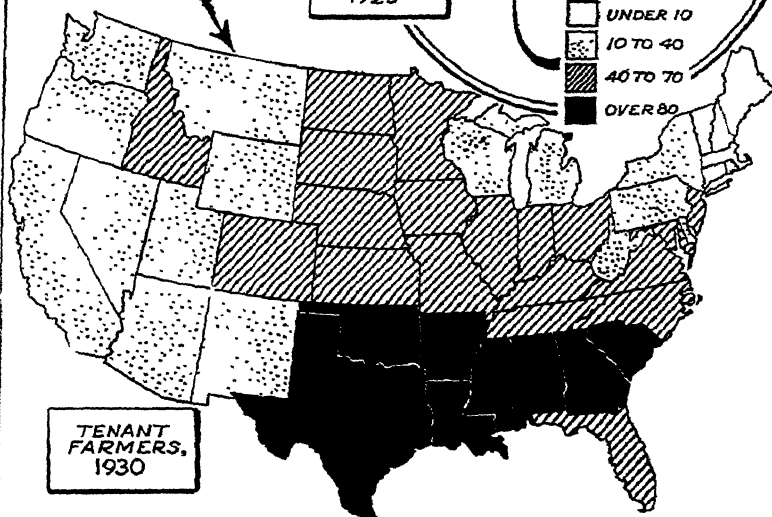 UNDER 10
10 TO 40
40 TO 70
OVER 80
TENANT
FARMERS,
1930